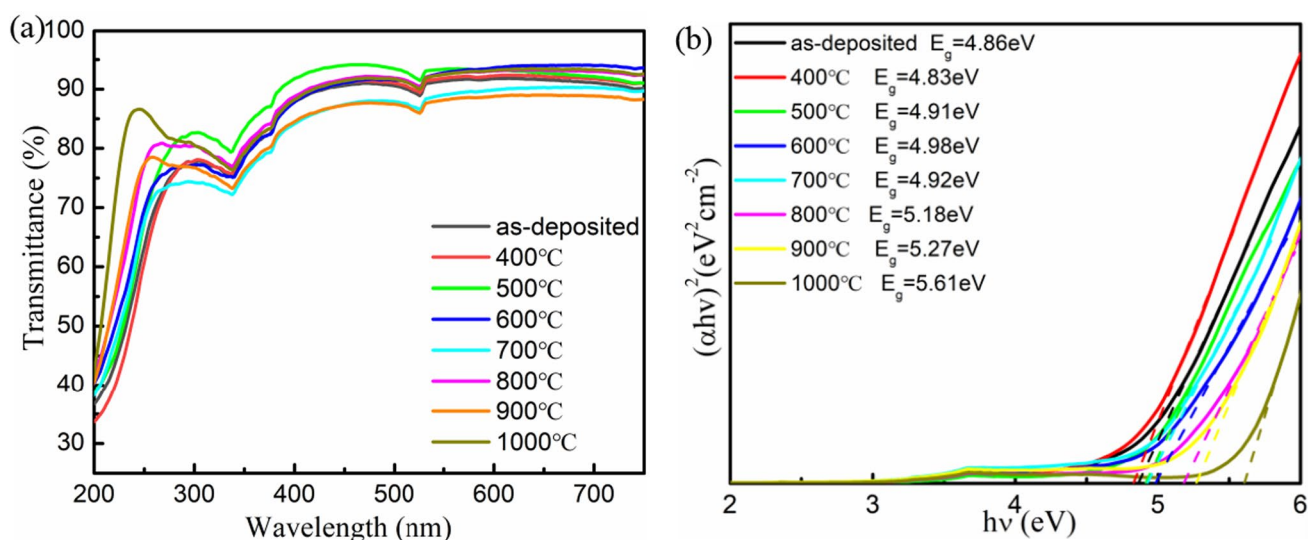 (a)
100
90
80
70
60
50
40
30
Transmittance (%)
as-deposited
400℃
500℃
600℃
700℃
800℃
900℃
1000℃
200 300 400 500 600 700
Wavelength (nm)
(b)
(αhν)²(eV²cm⁻²)
as-deposited Eg=4.86eV
400℃ Eg=4.83eV
500℃ Eg=4.91eV
600℃ Eg=4.98eV
700℃ Eg=4.92eV
800℃ Eg=5.18eV
900℃ Eg=5.27eV
1000℃ Eg=5.61eV
2 3 4 5 6
hν (eV)